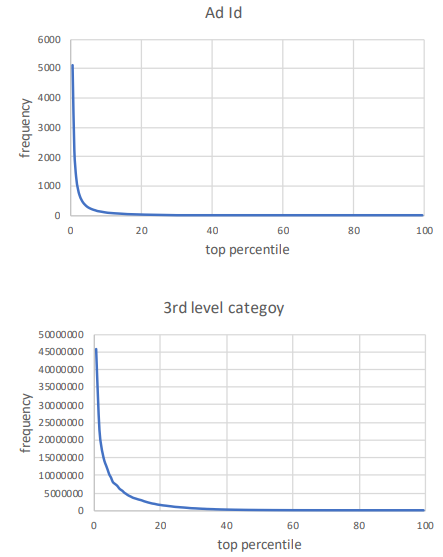 Ad Id
6000
5000
4000
3000
2000
1000
0
frequency
0 20 40 60 80 100
top percentile
3rd level categoy
50000000
45000000
40000000
35000000
30000000
25000000
20000000
15000000
10000000
5000000
0
frequency
0 20 40 60 80 100
top percentile